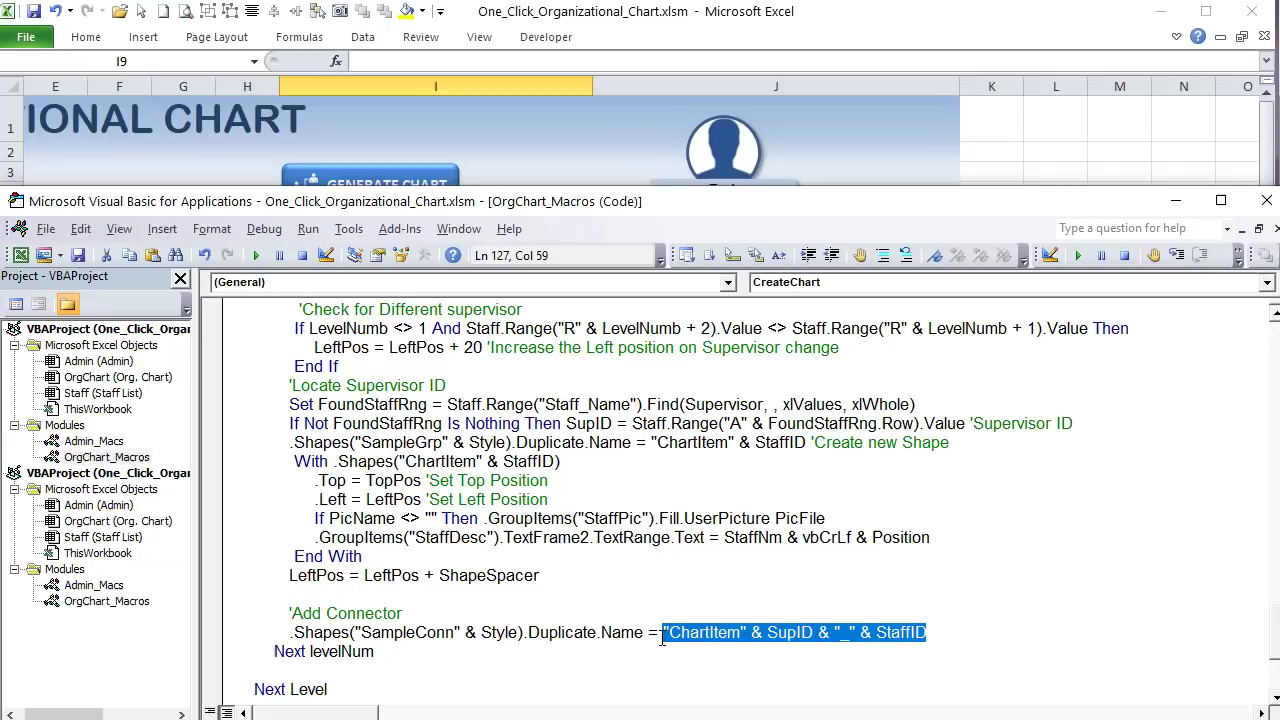 One_Click_Organizational_Chart.xlsm - Microsoft Excel
File Home Insert Page Layout Formulas Data Review View Developer
I9 fx
E F G H I J K L M N O
1 IONAL CHART
2
3 GENERATE CHART
Microsoft Visual Basic for Applications - One_Click_Organizational_Chart.xlsm - [OrgChart_Macros (Code)]
File Edit View Insert Format Debug Run Tools Add-Ins Window Help Type a question for help
Ln 127, Col 59
Project - VBAProject
(General) CreateChart
VBAProject (One_Click_Orgar
Microsoft Excel Objects
Admin (Admin)
OrgChart (Org. Chart)
Staff (Staff List)
ThisWorkbook
Modules
Admin_Macs
OrgChart_Macros
VBAProject (One_Click_Orgar
Microsoft Excel Objects
Admin (Admin)
OrgChart (Org. Chart)
Staff (Staff List)
ThisWorkbook
Modules
Admin_Macs
OrgChart_Macros
'Check for Different supervisor
If LevelNumb <> 1 And Staff.Range("R" & LevelNumb + 2).Value <> Staff.Range("R" & LevelNumb + 1).Value Then
LeftPos = LeftPos + 20 'Increase the Left position on Supervisor change
End If
'Locate Supervisor ID
Set FoundStaffRng = Staff.Range("Staff_Name").Find(Supervisor, , xlValues, xlWhole)
If Not FoundStaffRng Is Nothing Then SupID = Staff.Range("A" & FoundStaffRng.Row).Value 'Supervisor ID
.Shapes("SampleGrp" & Style).Duplicate.Name = "ChartItem" & StaffID 'Create new Shape
With .Shapes("ChartItem" & StaffID)
.Top = TopPos 'Set Top Position
.Left = LeftPos 'Set Left Position
If PicName <> "" Then .GroupItems("StaffPic").Fill.UserPicture PicFile
.GroupItems("StaffDesc").TextFrame2.TextRange.Text = StaffNm & vbCrLf & Position
End With
LeftPos = LeftPos + ShapeSpacer
'Add Connector
.Shapes("SampleConn" & Style).Duplicate.Name = "ChartItem" & SupID & "_" & StaffID
Next levelNum
Next Level